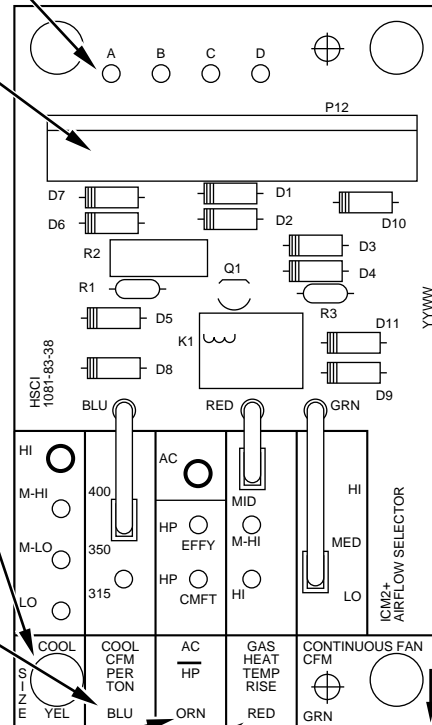 A B C D
P12
D7 D1
D10
D6 D2
R2 Q1 D3
D4
R1 R3
D5 K1 D11
D8 D9
HSCI
1081-83-38
YYWW
BLU RED GRN
HI AC
400 MID HI
M-HI HP
EFFY M-HI
M-LO 350 MED
HP
CMFT HI
LO 315 LO
ICM2+
AIRFLOW SELECTOR
SIZE
COOL
YEL
COOL
CFM
PER
TON
BLU
AC
HP
ORN
GAS
HEAT
TEMP
RISE
RED
CONTINUOUS FAN
CFM
GRN